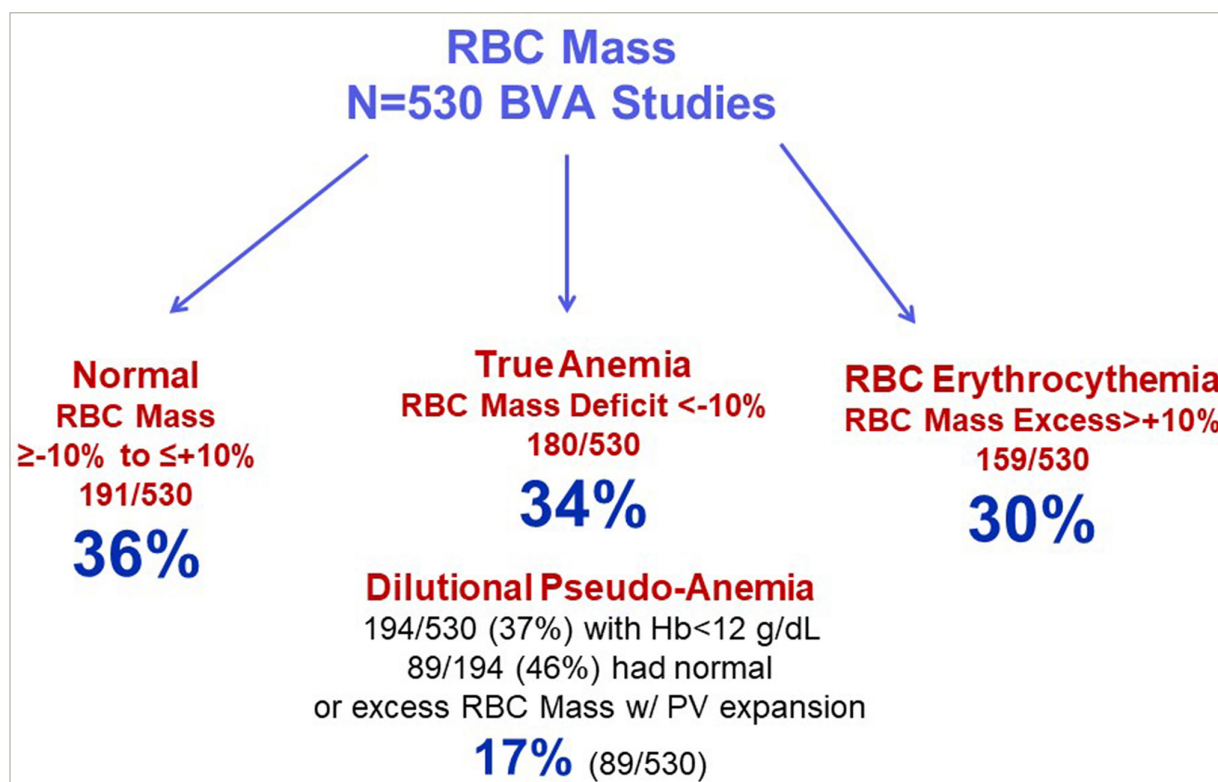 RBC Mass
N=530 BVA Studies
Normal
RBC Mass
≥-10% to ≤+10%
191/530
36%
True Anemia
RBC Mass Deficit <-10%
180/530
34%
RBC Erythrocythemia
RBC Mass Excess>+10%
159/530
30%
Dilutional Pseudo-Anemia
194/530 (37%) with Hb<12 g/dL
89/194 (46%) had normal
or excess RBC Mass w/ PV expansion
17% (89/530)